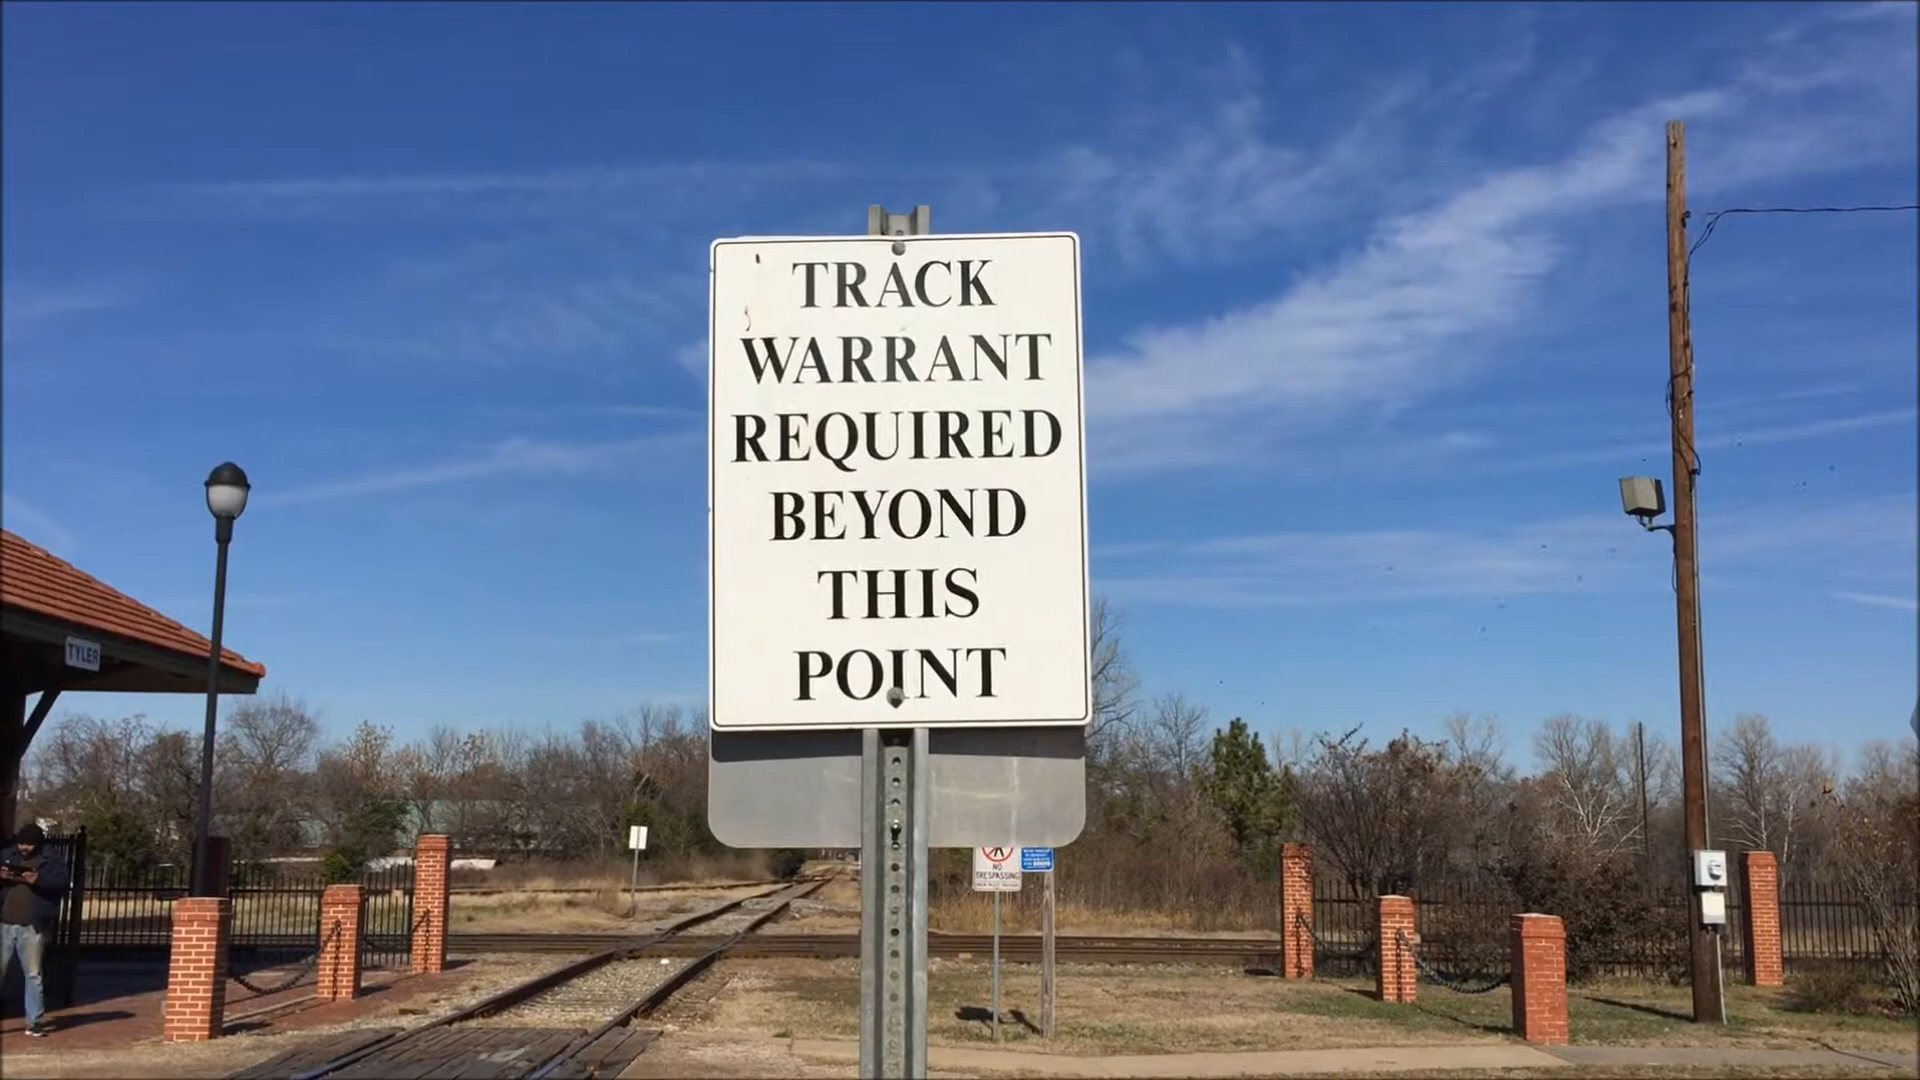 TRACK
WARRANT
REQUIRED
BEYOND
THIS
POINT
TYLER
NO
TRESPASSING